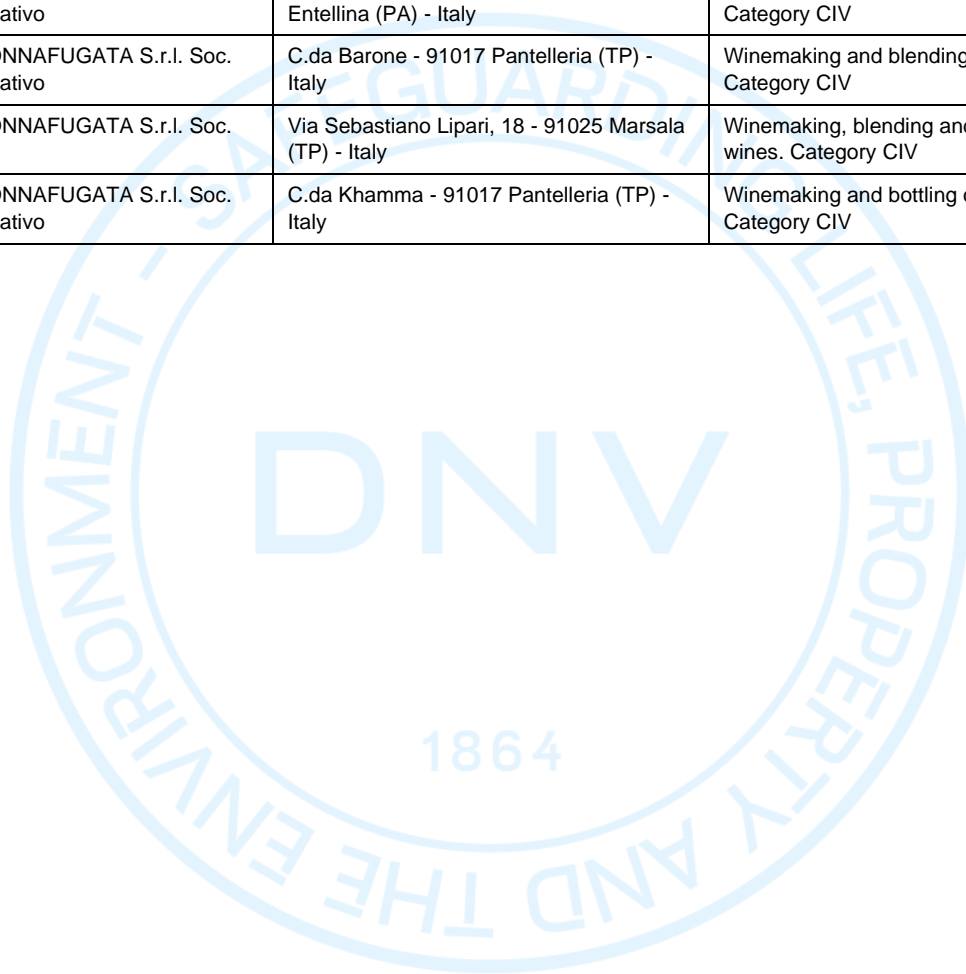 ativo Entellina (PA) - Italy Category CIV
ONNAFUGATA S.r.l. Soc. C.da Barone - 91017 Pantelleria (TP) - Winemaking and blending
ativo Italy Category CIV
ONNAFUGATA S.r.l. Soc. Via Sebastiano Lipari, 18 - 91025 Marsala Winemaking, blending and
ativo (TP) - Italy wines. Category CIV
ONNAFUGATA S.r.l. Soc. C.da Khamma - 91017 Pantelleria (TP) - Winemaking and bottling
ativo Italy Category CIV
SAFEGUARDING LIFE, PROPERTY AND THE ENVIRONMENT -
DNV
1864